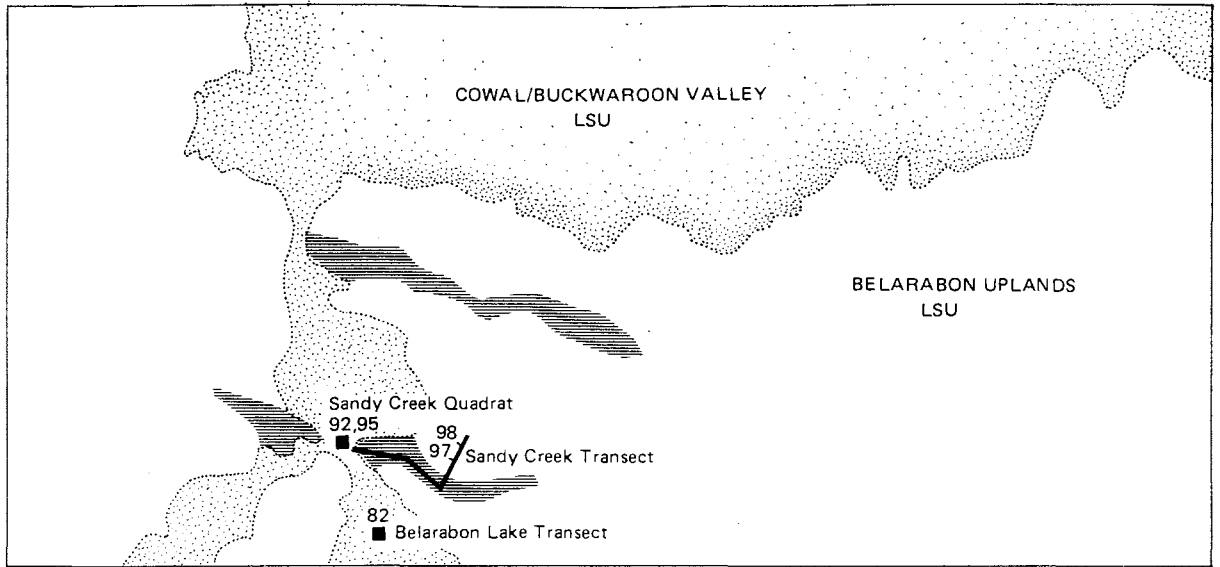 COWAL/BUCKWAROON VALLEY
LSU
BELARABON UPLANDS
LSU
Sandy Creek Quadrat
92,95
98
97
Sandy Creek Transect
82
Belarabon Lake Transect